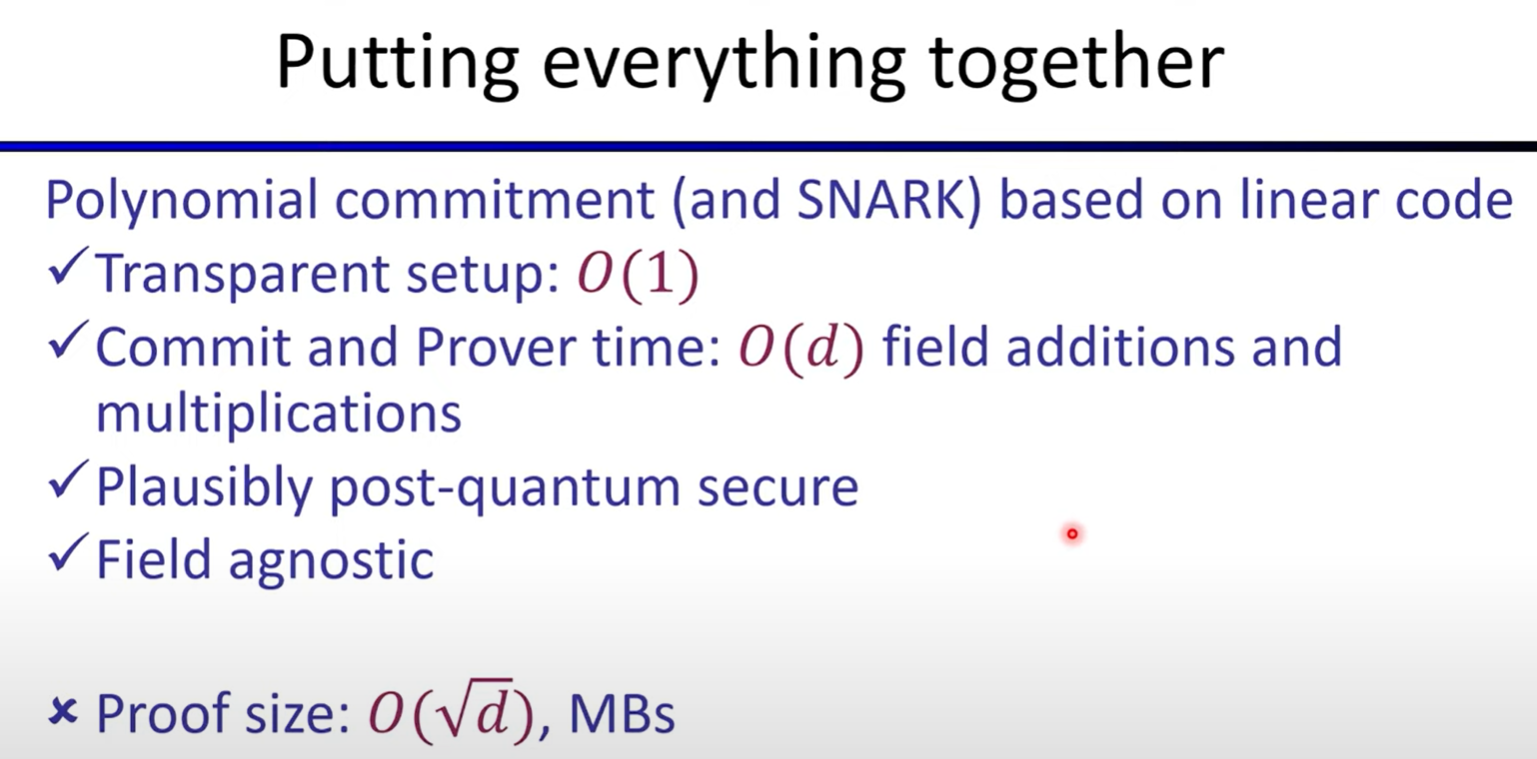 Putting everything together
Polynomial commitment (and SNARK) based on linear code
✓ Transparent setup: O(1)
✓ Commit and Prover time: O(d) field additions and
multiplications
✓ Plausibly post-quantum secure
✓ Field agnostic
× Proof size: O(√d), MBs